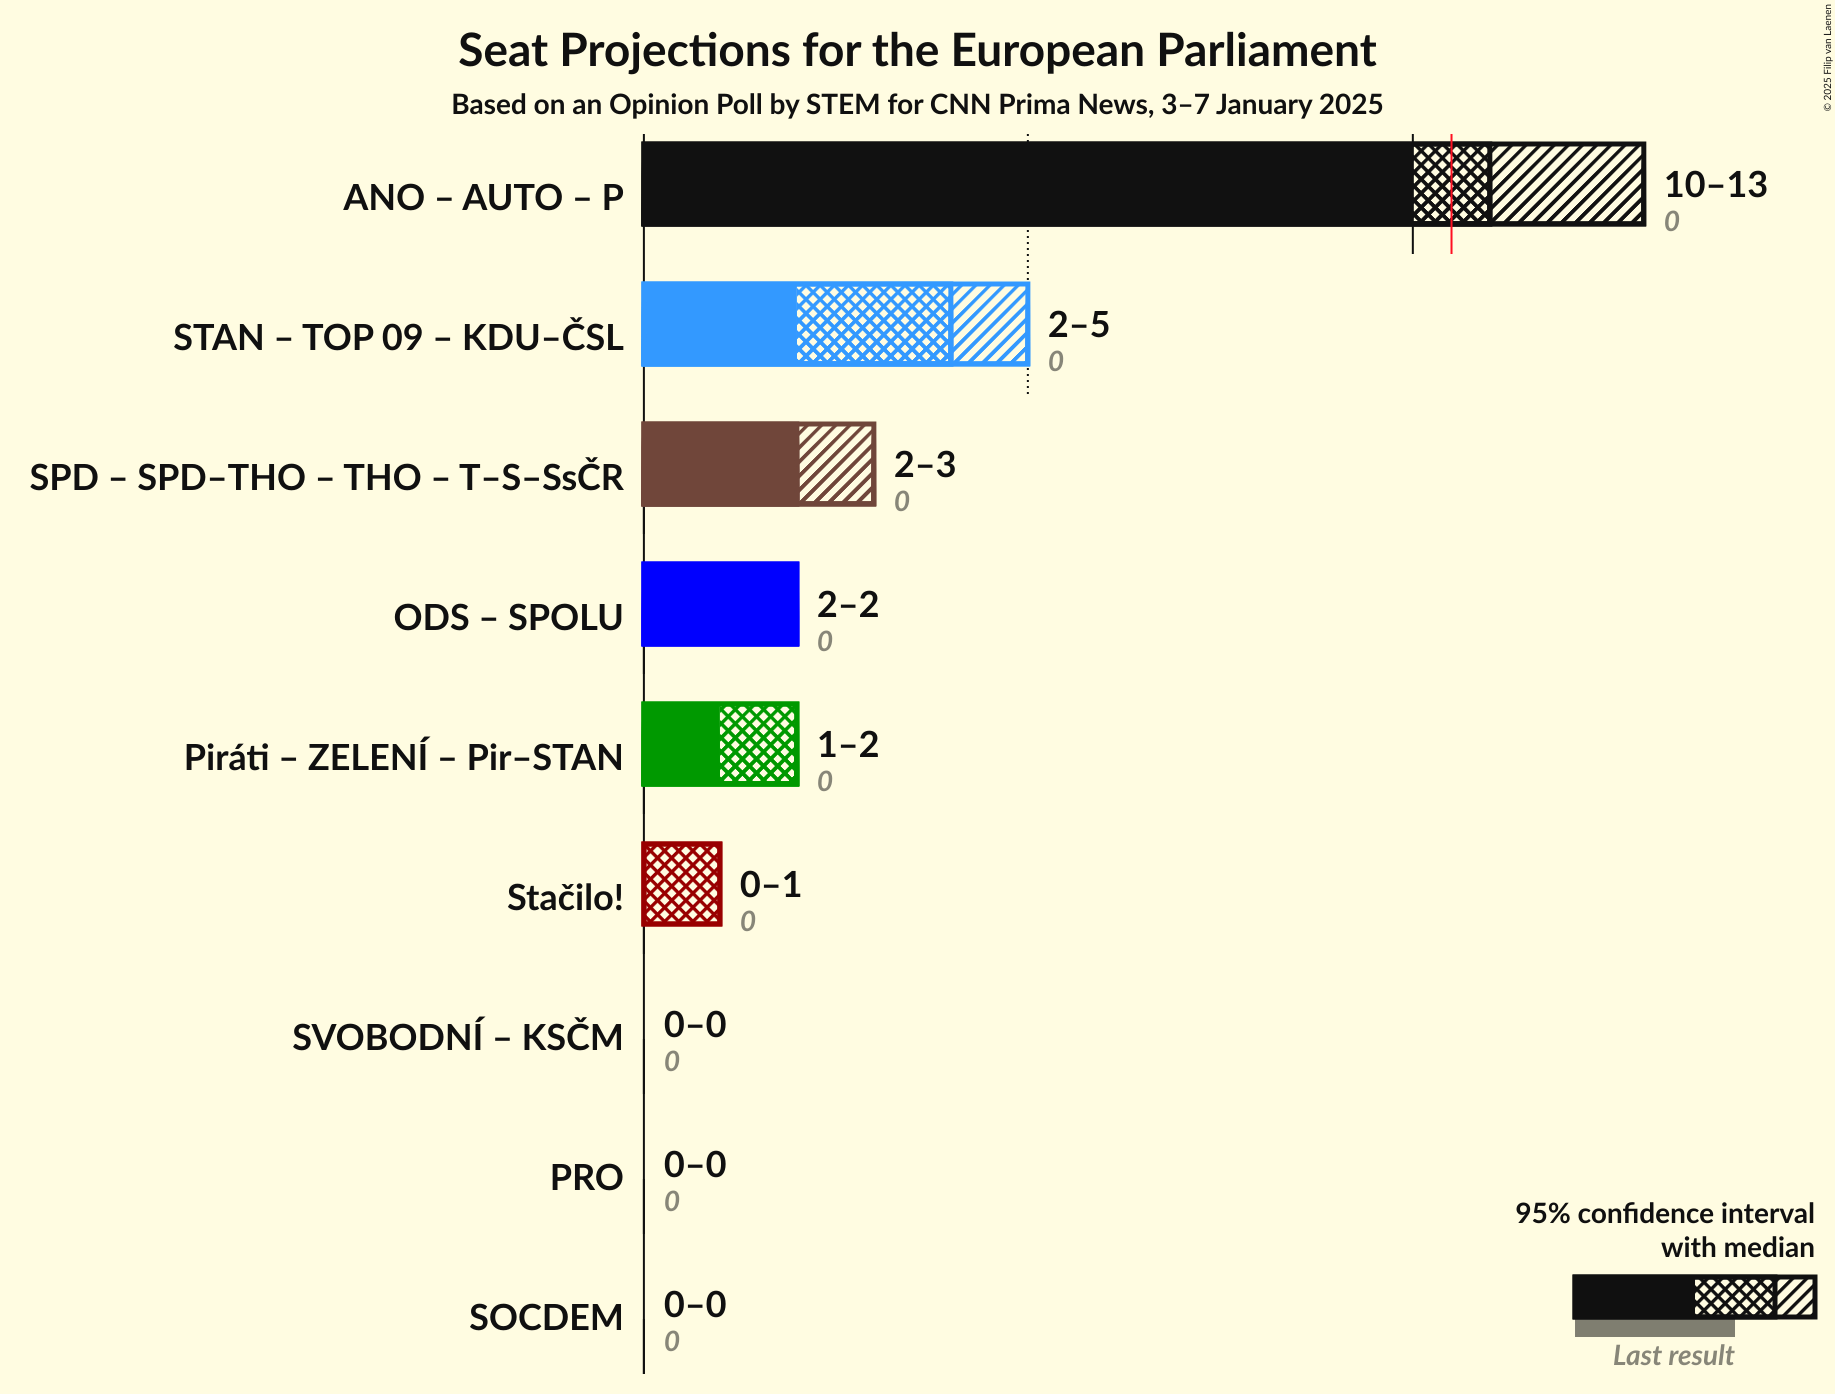 Seat Projections for the European Parliament
Based on an Opinion Poll by STEM for CNN Prima News, 3–7 January 2025
© 2025 Filip van Laenen
ANO – AUTO – P
10–13
0
STAN – TOP 09 – KDU–ČSL
2–5
0
SPD – SPD–THO – THO – T–S–SsČR
2–3
0
ODS – SPOLU
2–2
0
Piráti – ZELENÍ – Pir–STAN
1–2
0
Stačilo!
0–1
0
SVOBODNÍ – KSČM
0–0
0
PRO
0–0
0
SOCDEM
0–0
0
95% confidence interval
with median
Last result